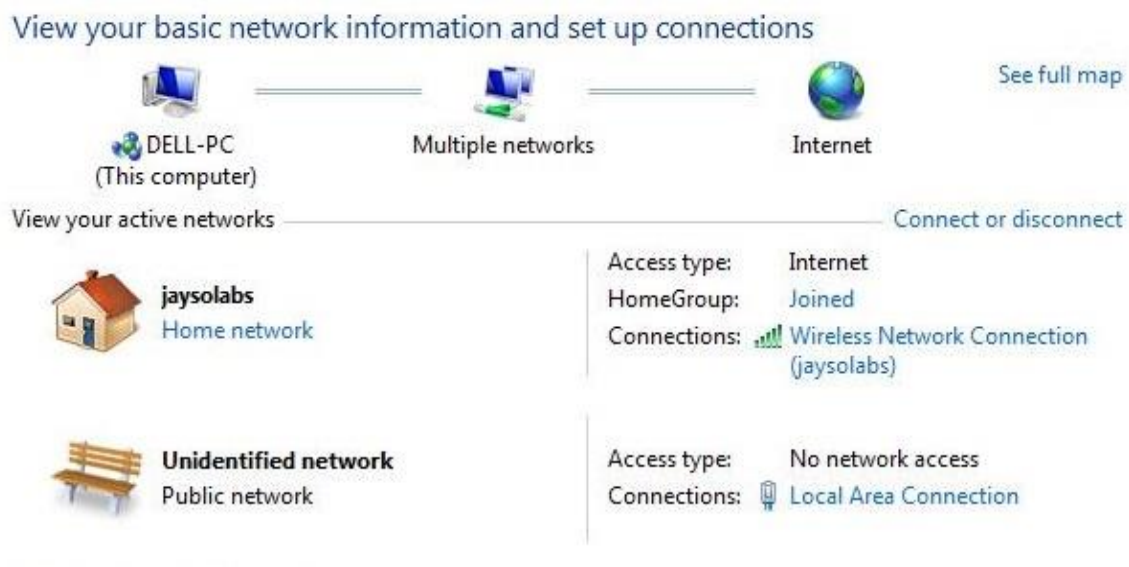 View your basic network information and set up connections
See full map
DELL-PC
(This computer)
Multiple networks
Internet
View your active networks
Connect or disconnect
jaysolabs
Home network
Access type: Internet
HomeGroup: Joined
Connections: Wireless Network Connection
(jaysolabs)
Unidentified network
Public network
Access type: No network access
Connections: Local Area Connection